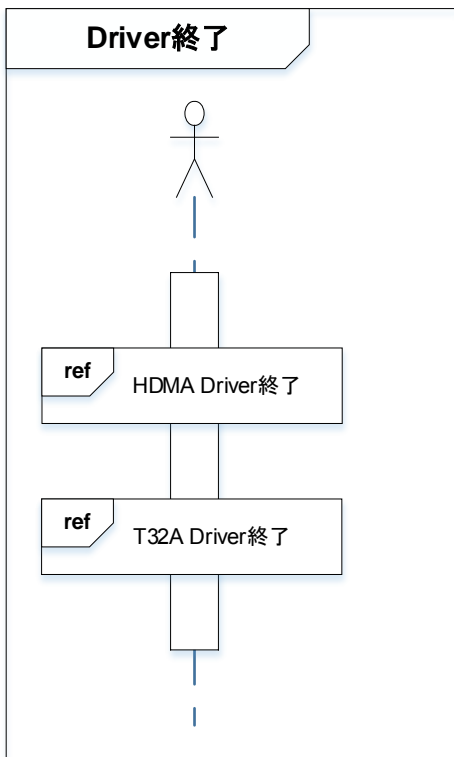 Driver終了
ref
HDMA Driver終了
ref
T32A Driver終了